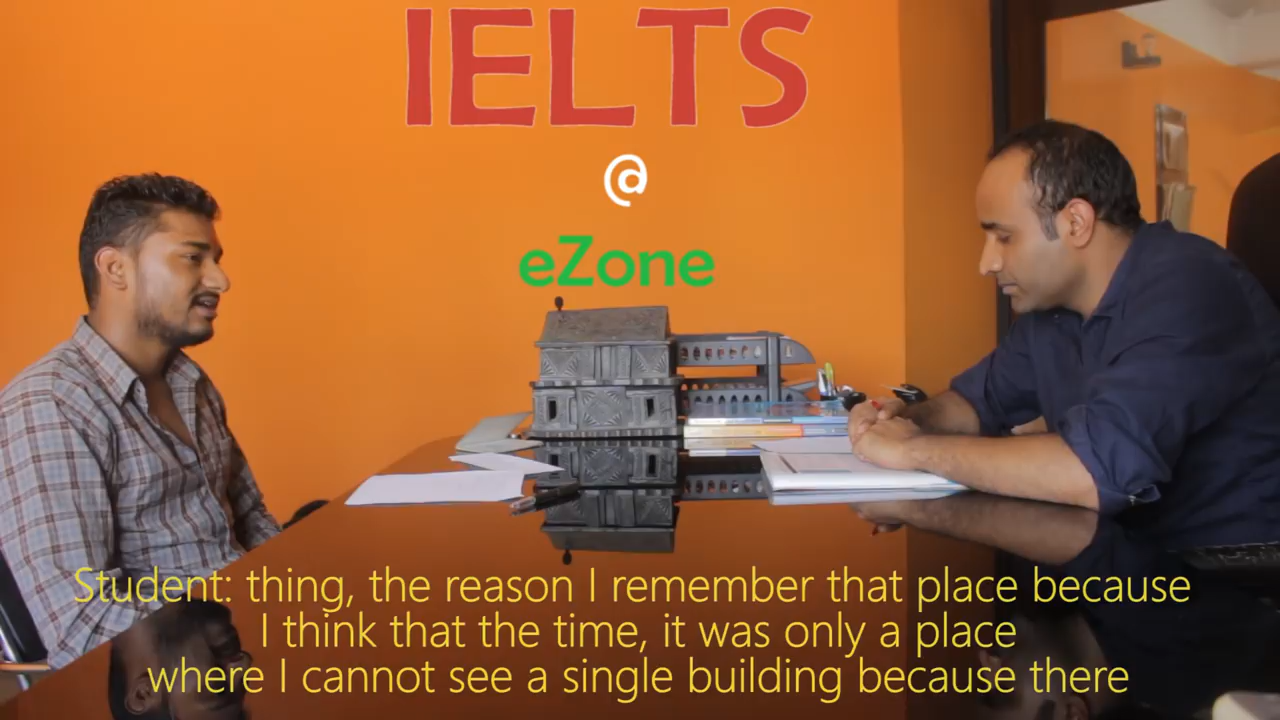 IELTS
@
eZone
Student: thing, the reason I remember that place because
I think that the time, it was only a place
where I cannot see a single building because there